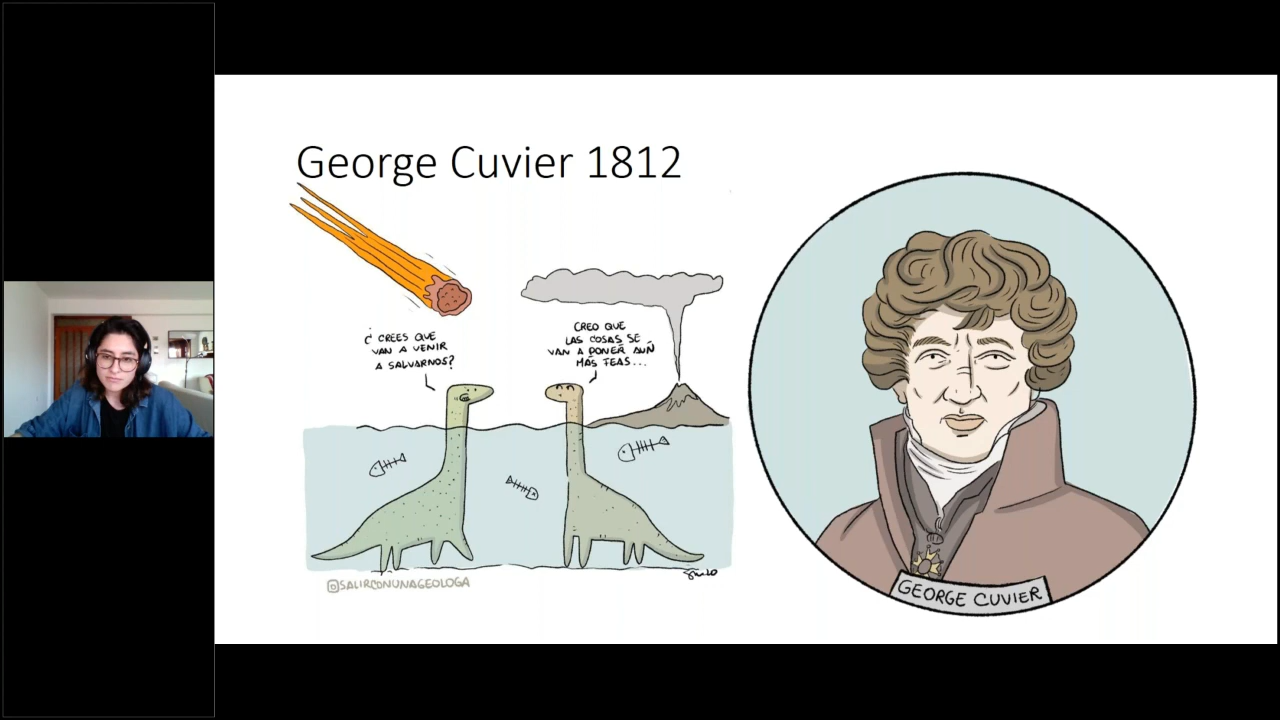 George Cuvier 1812
¿ CREES QUE
VAN A VENIR
A SALVARNOS?
CREO QUE
LAS COSAS SE
VAN A PONER AÚN
MÁS FEAS...
@SALIRCONUNAGEOLOGA
GEORGE CUVIER